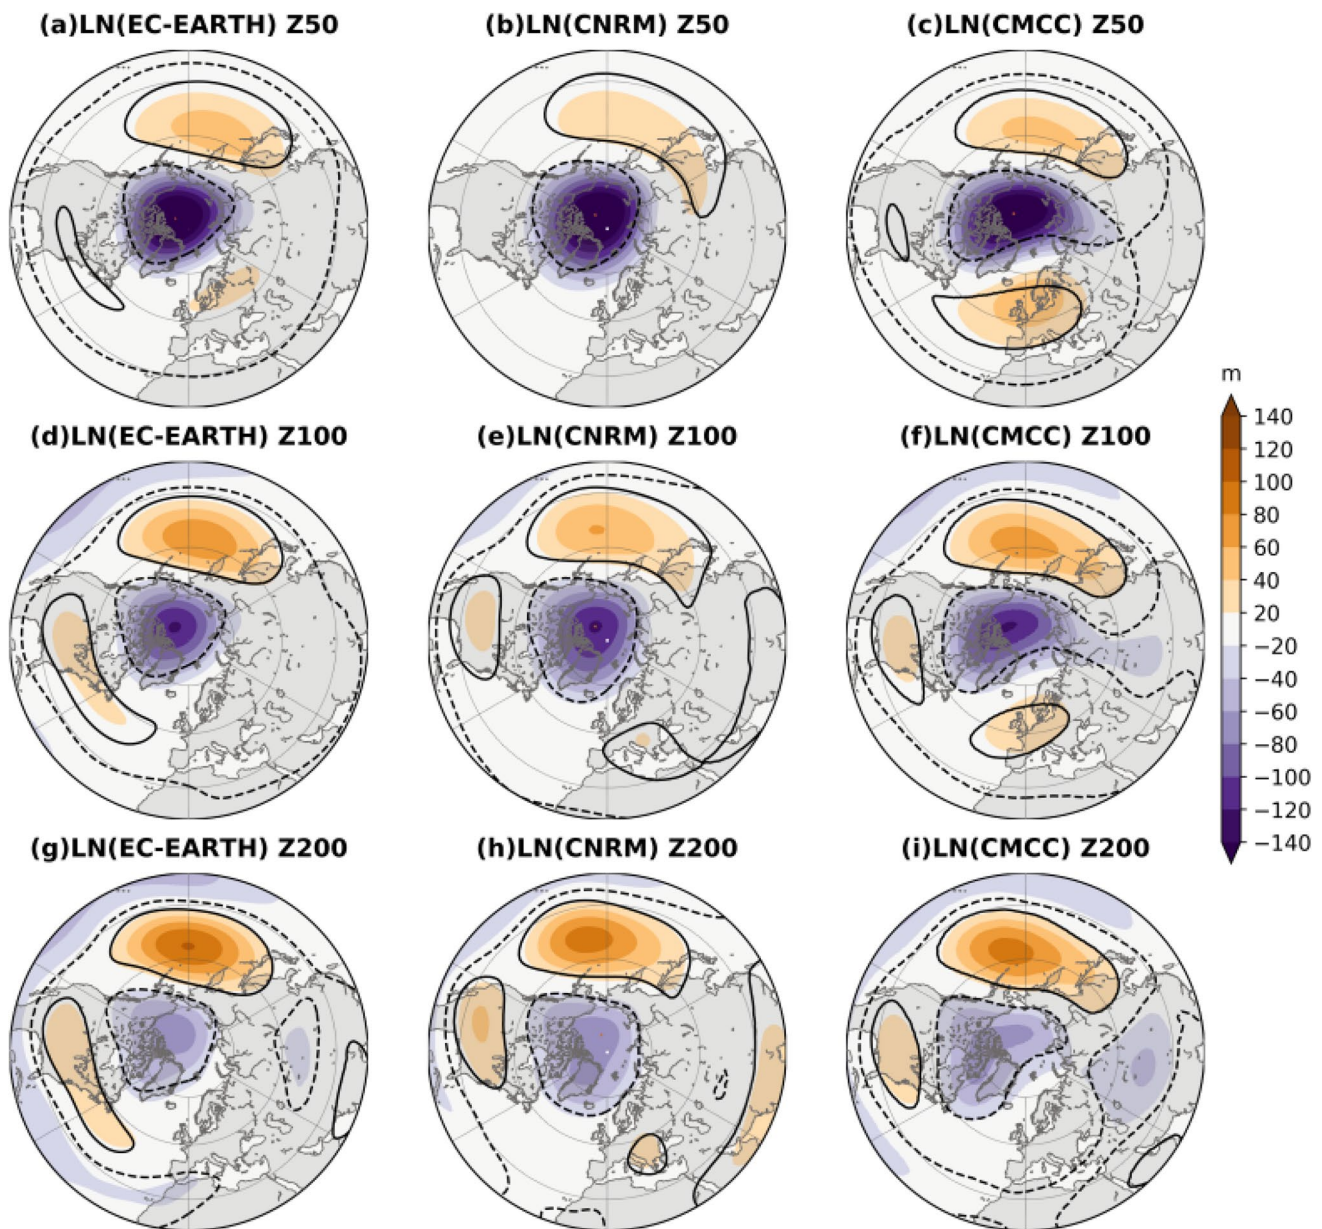 (a)LN(EC-EARTH) Z50
(b)LN(CNRM) Z50
(c)LN(CMCC) Z50
(d)LN(EC-EARTH) Z100
(e)LN(CNRM) Z100
(f)LN(CMCC) Z100
(g)LN(EC-EARTH) Z200
(h)LN(CNRM) Z200
(i)LN(CMCC) Z200
m
140
120
100
80
60
40
20
−20
−40
−60
−80
−100
−120
−140